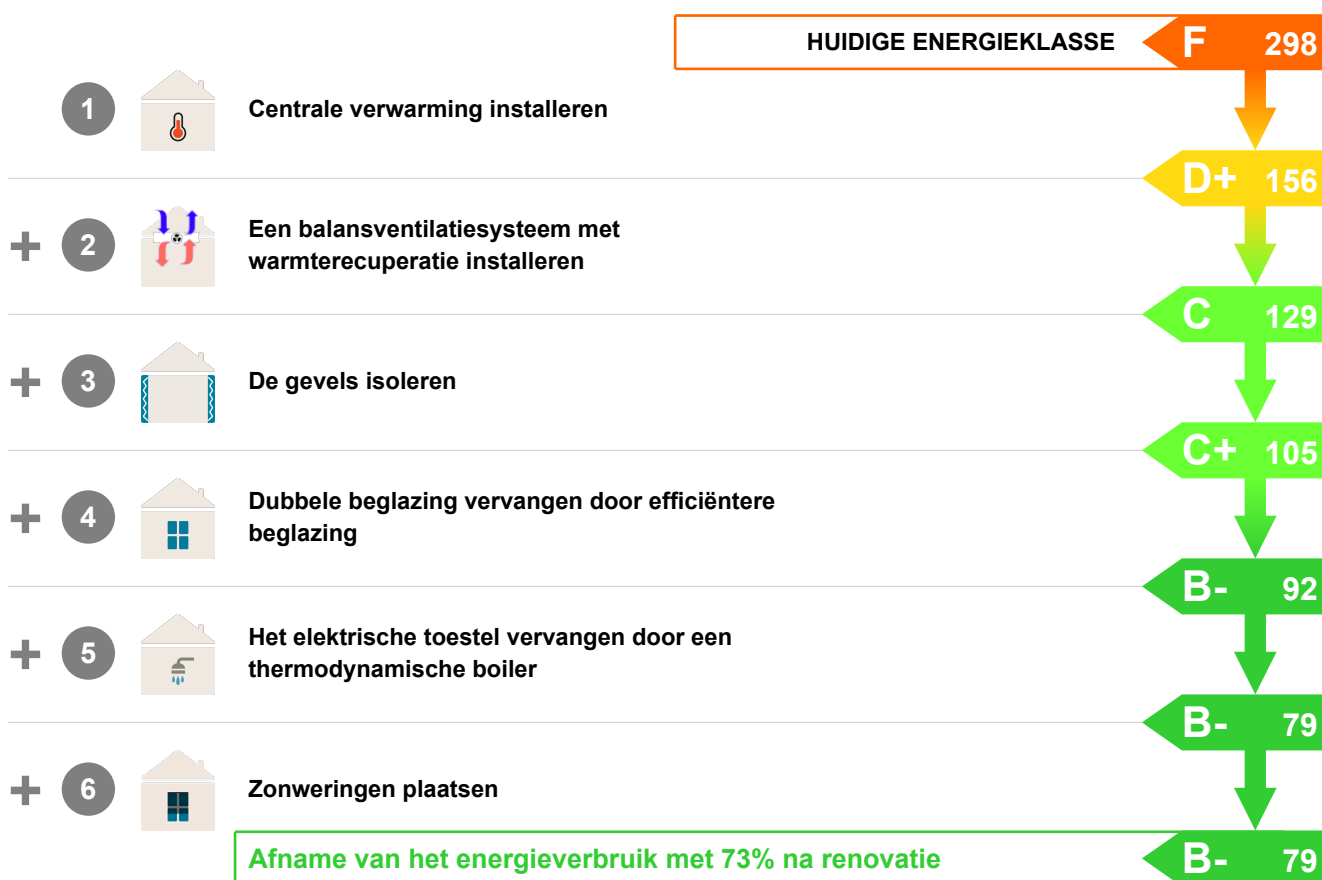 HUIDIGE ENERGIEKLASSE F 298
1 Centrale verwarming installeren
D+ 156
+ 2 Een balansventilatiesysteem met
warmterecuperatie installeren
C 129
+ 3 De gevels isoleren
C+ 105
+ 4 Dubbele beglazing vervangen door efficiëntere
beglazing
B- 92
+ 5 Het elektrische toestel vervangen door een
thermodynamische boiler
B- 79
+ 6 Zonweringen plaatsen
Afname van het energieverbruik met 73% na renovatie B- 79